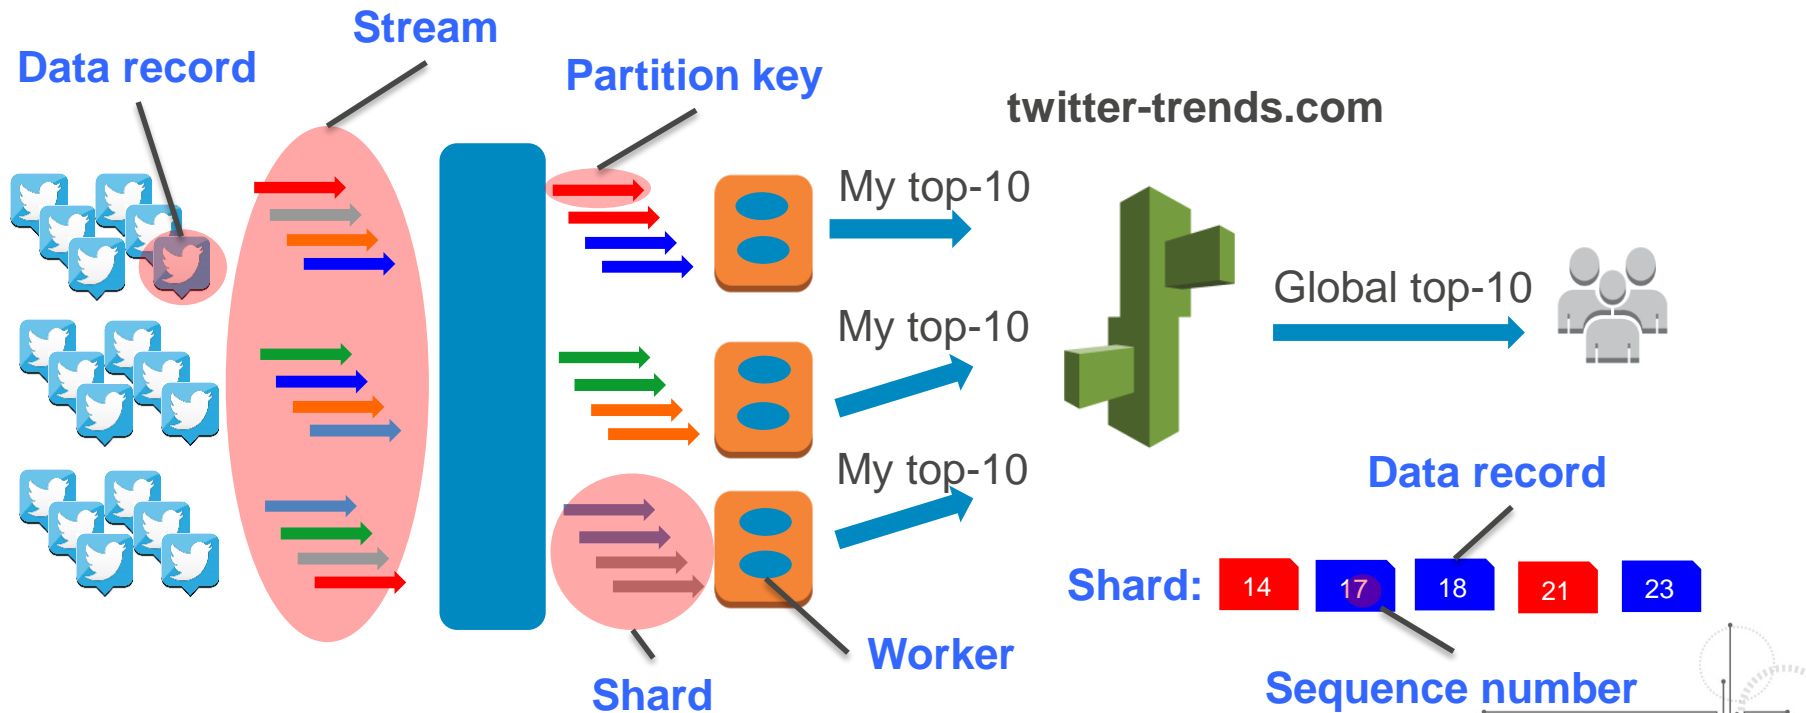 Stream
Data record
Partition key
twitter-trends.com
My top-10
Global top-10
My top-10
My top-10
Data record
Shard: 14 17 18 21 23
Worker
Shard
Sequence number